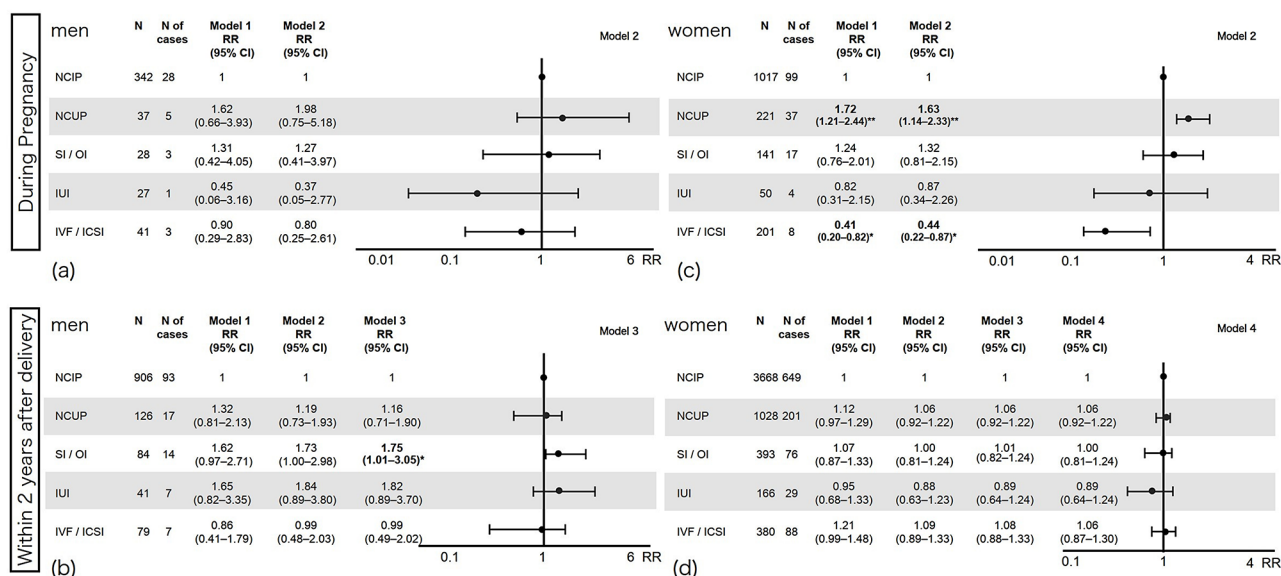 During Pregnancy
men
N
N of cases
Model 1 RR (95% CI)
Model 2 RR (95% CI)
Model 2
NCIP 342 28 1 1
NCUP 37 5 1.62 (0.66–3.93) 1.98 (0.75–5.18)
SI / OI 28 3 1.31 (0.42–4.05) 1.27 (0.41–3.97)
IUI 27 1 0.45 (0.06–3.16) 0.37 (0.05–2.77)
IVF / ICSI 41 3 0.90 (0.29–2.83) 0.80 (0.25–2.61)
0.01 0.1 1 6 RR
(a)
women
N
N of cases
Model 1 RR (95% CI)
Model 2 RR (95% CI)
Model 2
NCIP 1017 99 1 1
NCUP 221 37 1.72 (1.21–2.44)** 1.63 (1.14–2.33)**
SI / OI 141 17 1.24 (0.76–2.01) 1.32 (0.81–2.15)
IUI 50 4 0.82 (0.31–2.15) 0.87 (0.34–2.26)
IVF / ICSI 201 8 0.41 (0.20–0.82)* 0.44 (0.22–0.87)*
0.01 0.1 1 4 RR
(c)
Within 2 years after delivery
men
N
N of cases
Model 1 RR (95% CI)
Model 2 RR (95% CI)
Model 3 RR (95% CI)
Model 3
NCIP 906 93 1 1 1
NCUP 126 17 1.32 (0.81–2.13) 1.19 (0.73–1.93) 1.16 (0.71–1.90)
SI / OI 84 14 1.62 (0.97–2.71) 1.73 (1.00–2.98) 1.75 (1.01–3.05)*
IUI 41 7 1.65 (0.82–3.35) 1.84 (0.89–3.80) 1.82 (0.89–3.70)
IVF / ICSI 79 7 0.86 (0.41–1.79) 0.99 (0.48–2.03) 0.99 (0.49–2.02)
0.1 1 6 RR
(b)
women
N
N of cases
Model 1 RR (95% CI)
Model 2 RR (95% CI)
Model 3 RR (95% CI)
Model 4 RR (95% CI)
Model 4
NCIP 3668 649 1 1 1 1
NCUP 1028 201 1.12 (0.97–1.29) 1.06 (0.92–1.22) 1.06 (0.92–1.22) 1.06 (0.92–1.22)
SI / OI 393 76 1.07 (0.87–1.33) 1.00 (0.81–1.24) 1.01 (0.82–1.24) 1.00 (0.81–1.24)
IUI 166 29 0.95 (0.68–1.33) 0.88 (0.63–1.23) 0.89 (0.64–1.24) 0.89 (0.64–1.24)
IVF / ICSI 380 88 1.21 (0.99–1.48) 1.09 (0.89–1.33) 1.08 (0.88–1.33) 1.06 (0.87–1.30)
0.1 1 4 RR
(d)